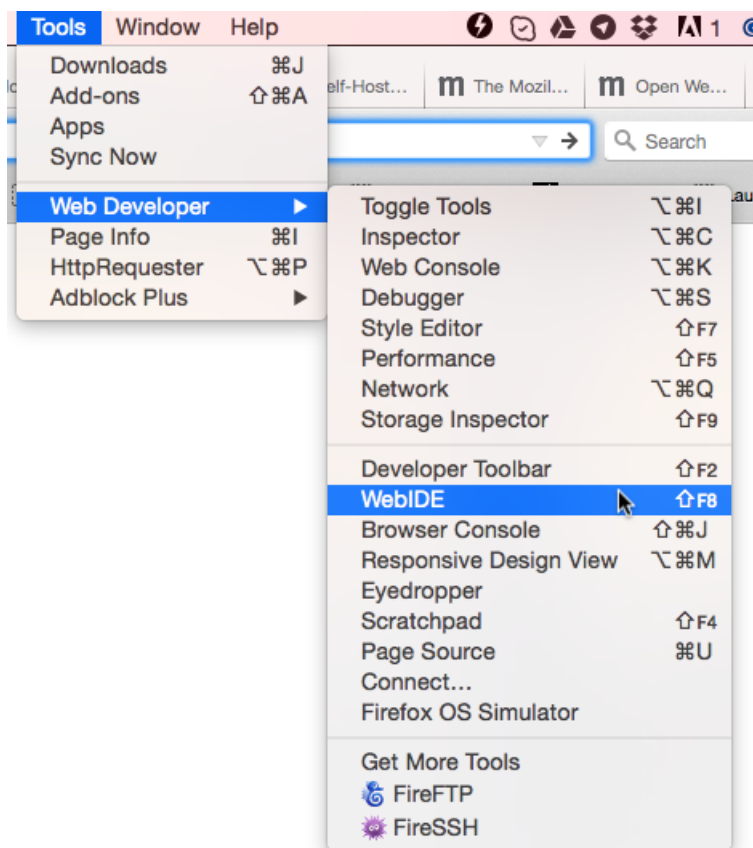 Tools Window Help 1
elf-Host... m The Mozil... m Open We...
Search
Downloads ⌘J
Add-ons ⇧⌘A
Apps
Sync Now
Web Developer ▶
Page Info ⌘I
HttpRequester ⌥⌘P
Adblock Plus ▶
Toggle Tools ⌥⌘I
Inspector ⌥⌘C
Web Console ⌥⌘K
Debugger ⌥⌘S
Style Editor ⇧F7
Performance ⇧F5
Network ⌥⌘Q
Storage Inspector ⇧F9
Developer Toolbar ⇧F2
WebIDE ⇧F8
Browser Console ⇧⌘J
Responsive Design View ⌥⌘M
Eyedropper
Scratchpad ⇧F4
Page Source ⌘U
Connect...
Firefox OS Simulator
Get More Tools
FireFTP
FireSSH